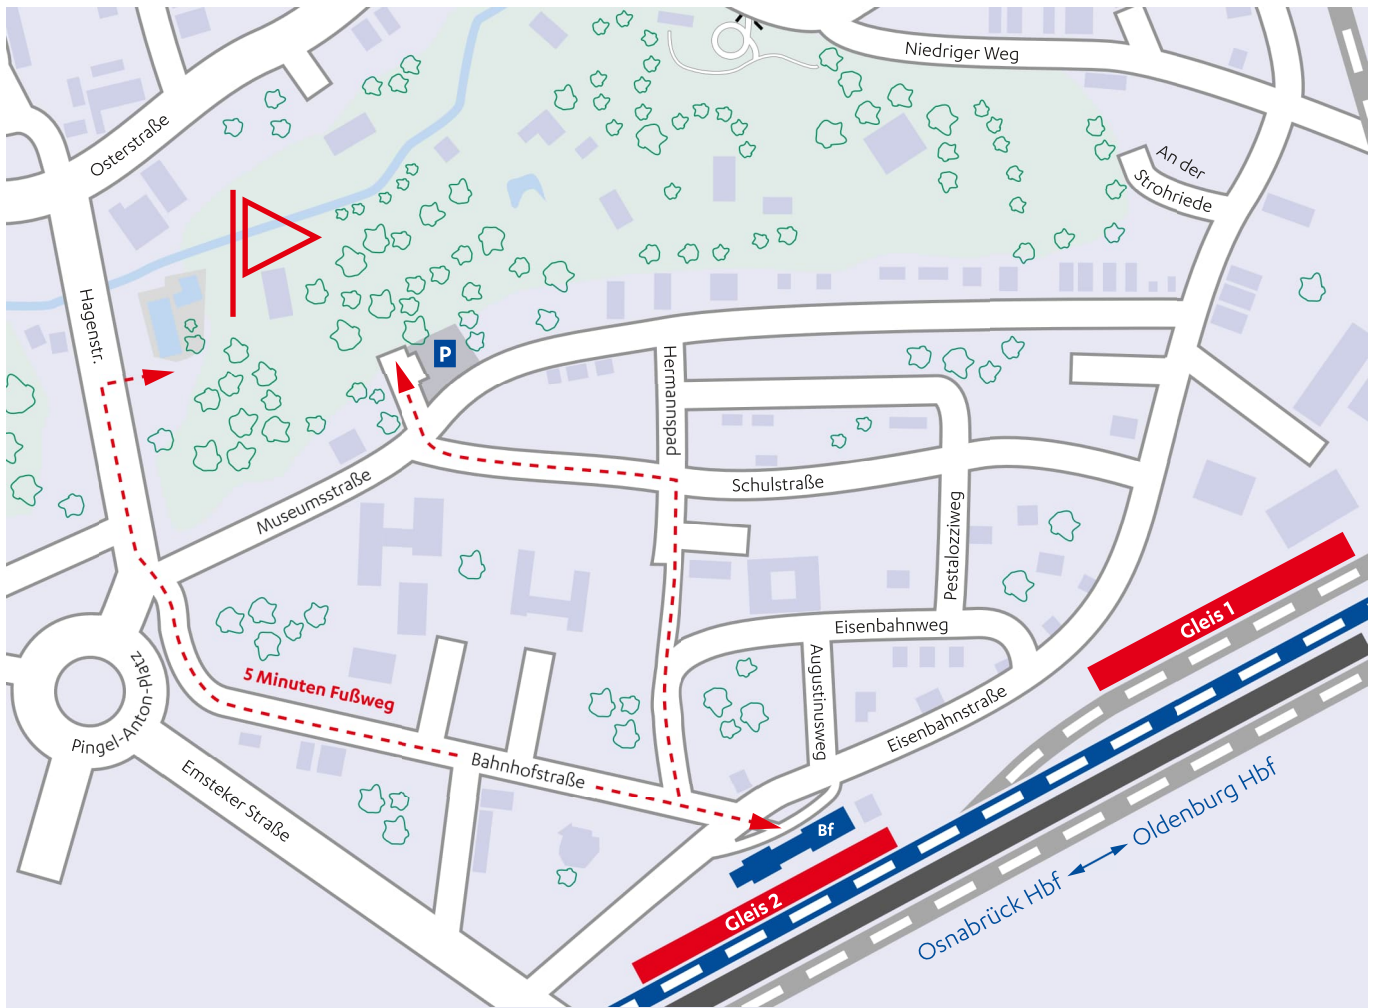 Niedriger Weg
Osterstraße
An der
Strohriede
Hagenstr.
P
Hermannspad
Schulstraße
Museumsstraße
Pestalozziweg
Gleis 1
Eisenbahnweg
Augustinusweg
5 Minuten Fußweg
Pingel-Anton-Platz
Eisenbahnstraße
Bahnhofstraße
Emsteker Straße
Bf
Gleis 2
Osnabrück Hbf
Oldenburg Hbf